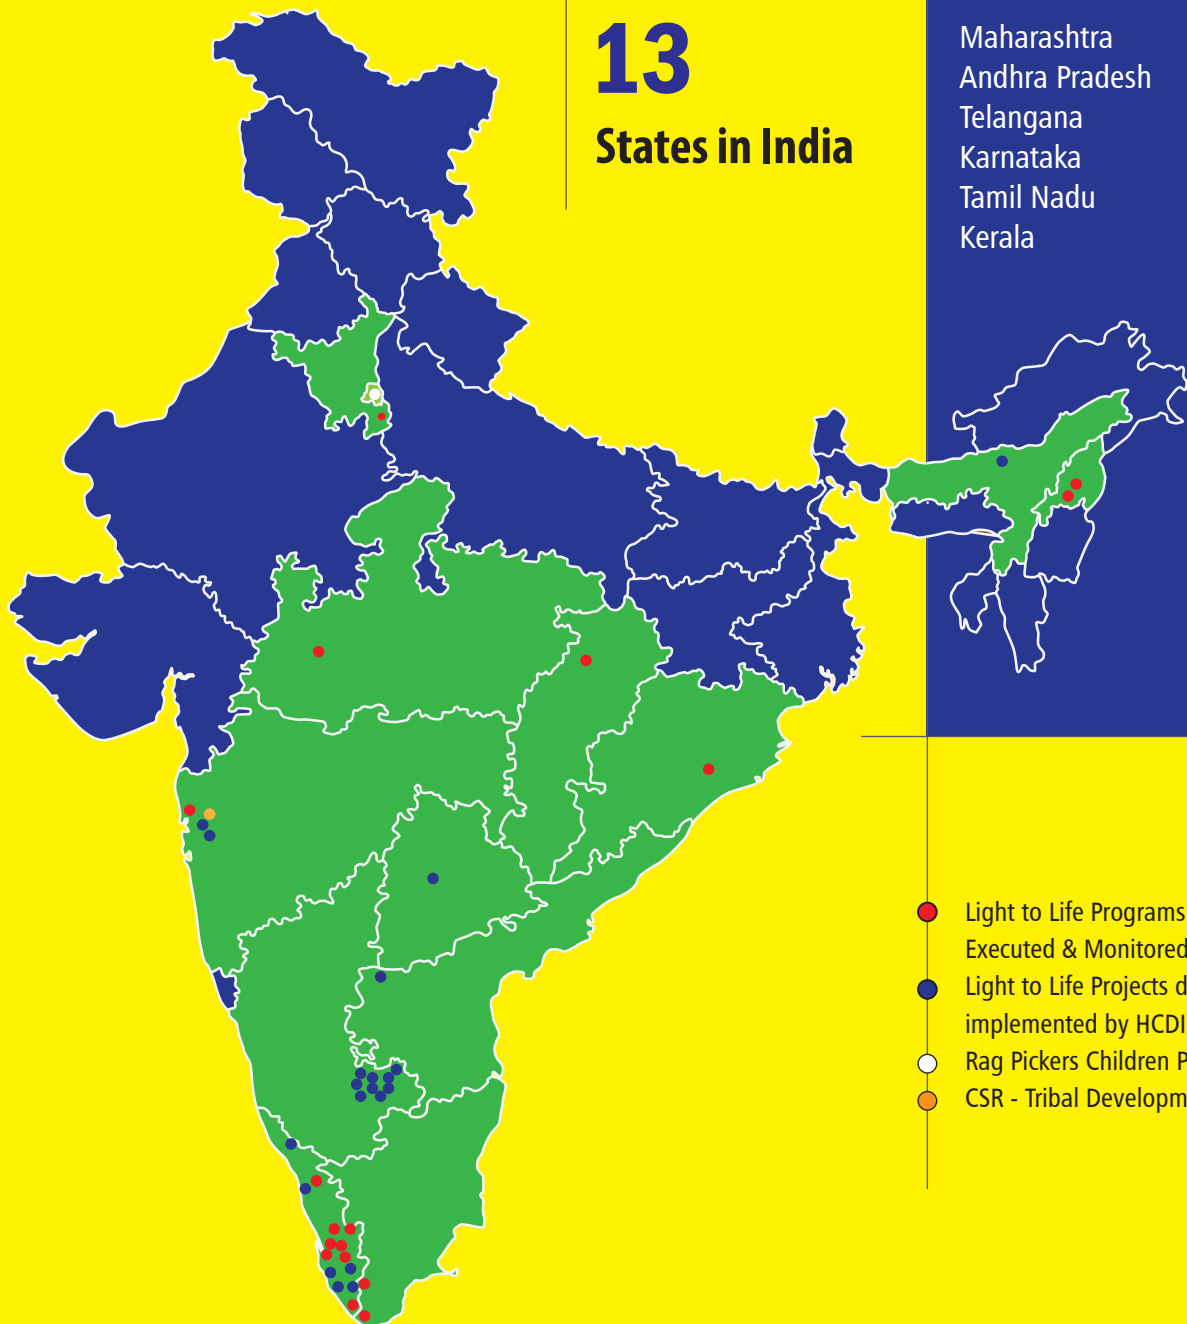 13
States in India
Maharashtra
Andhra Pradesh
Telangana
Karnataka
Tamil Nadu
Kerala
Light to Life Programs
Executed & Monitored
Light to Life Projects d
implemented by HCDI
Rag Pickers Children P
CSR - Tribal Developm